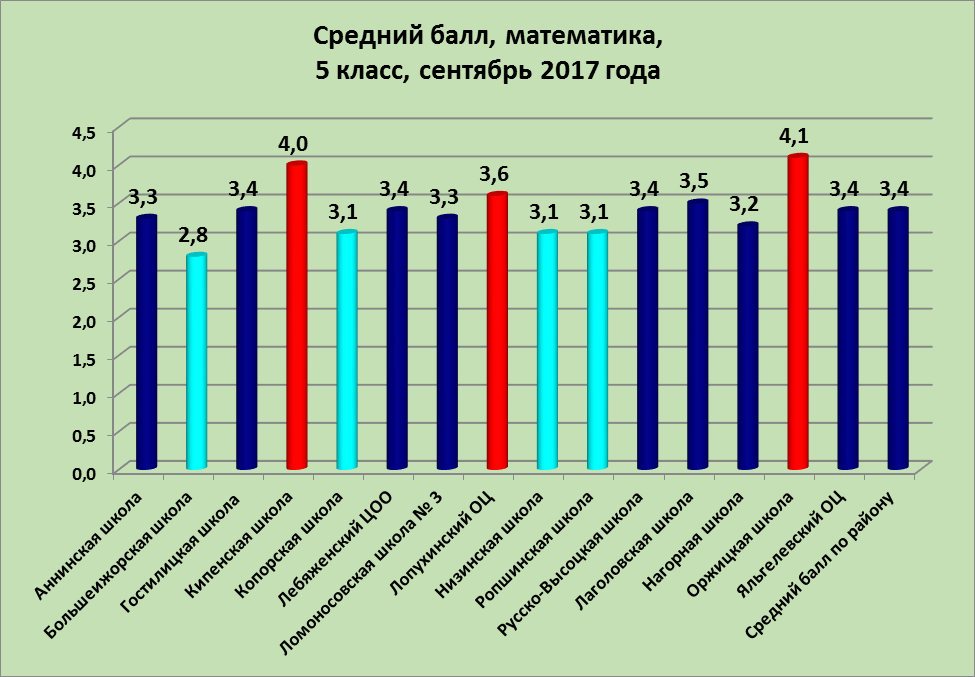 Средний балл, математика,
5 класс, сентябрь 2017 года
4,5
4,0
3,5
3,0
2,5
2,0
1,5
1,0
0,5
0,0
3,3
2,8
3,4
4,0
3,1
3,4
3,3
3,6
3,1
3,1
3,4
3,5
3,2
4,1
3,4
3,4
Аннинская школа
Большеижорская школа
Гостилицкая школа
Кипенская школа
Копорская школа
Лебяженский ЦОО
Ломоносовская школа № 3
Лопухинский ОЦ
Низинская школа
Ропшинская школа
Русско-Высоцкая школа
Лаголовская школа
Нагорная школа
Оржицкая школа
Яльгелевский ОЦ
Средний балл по району